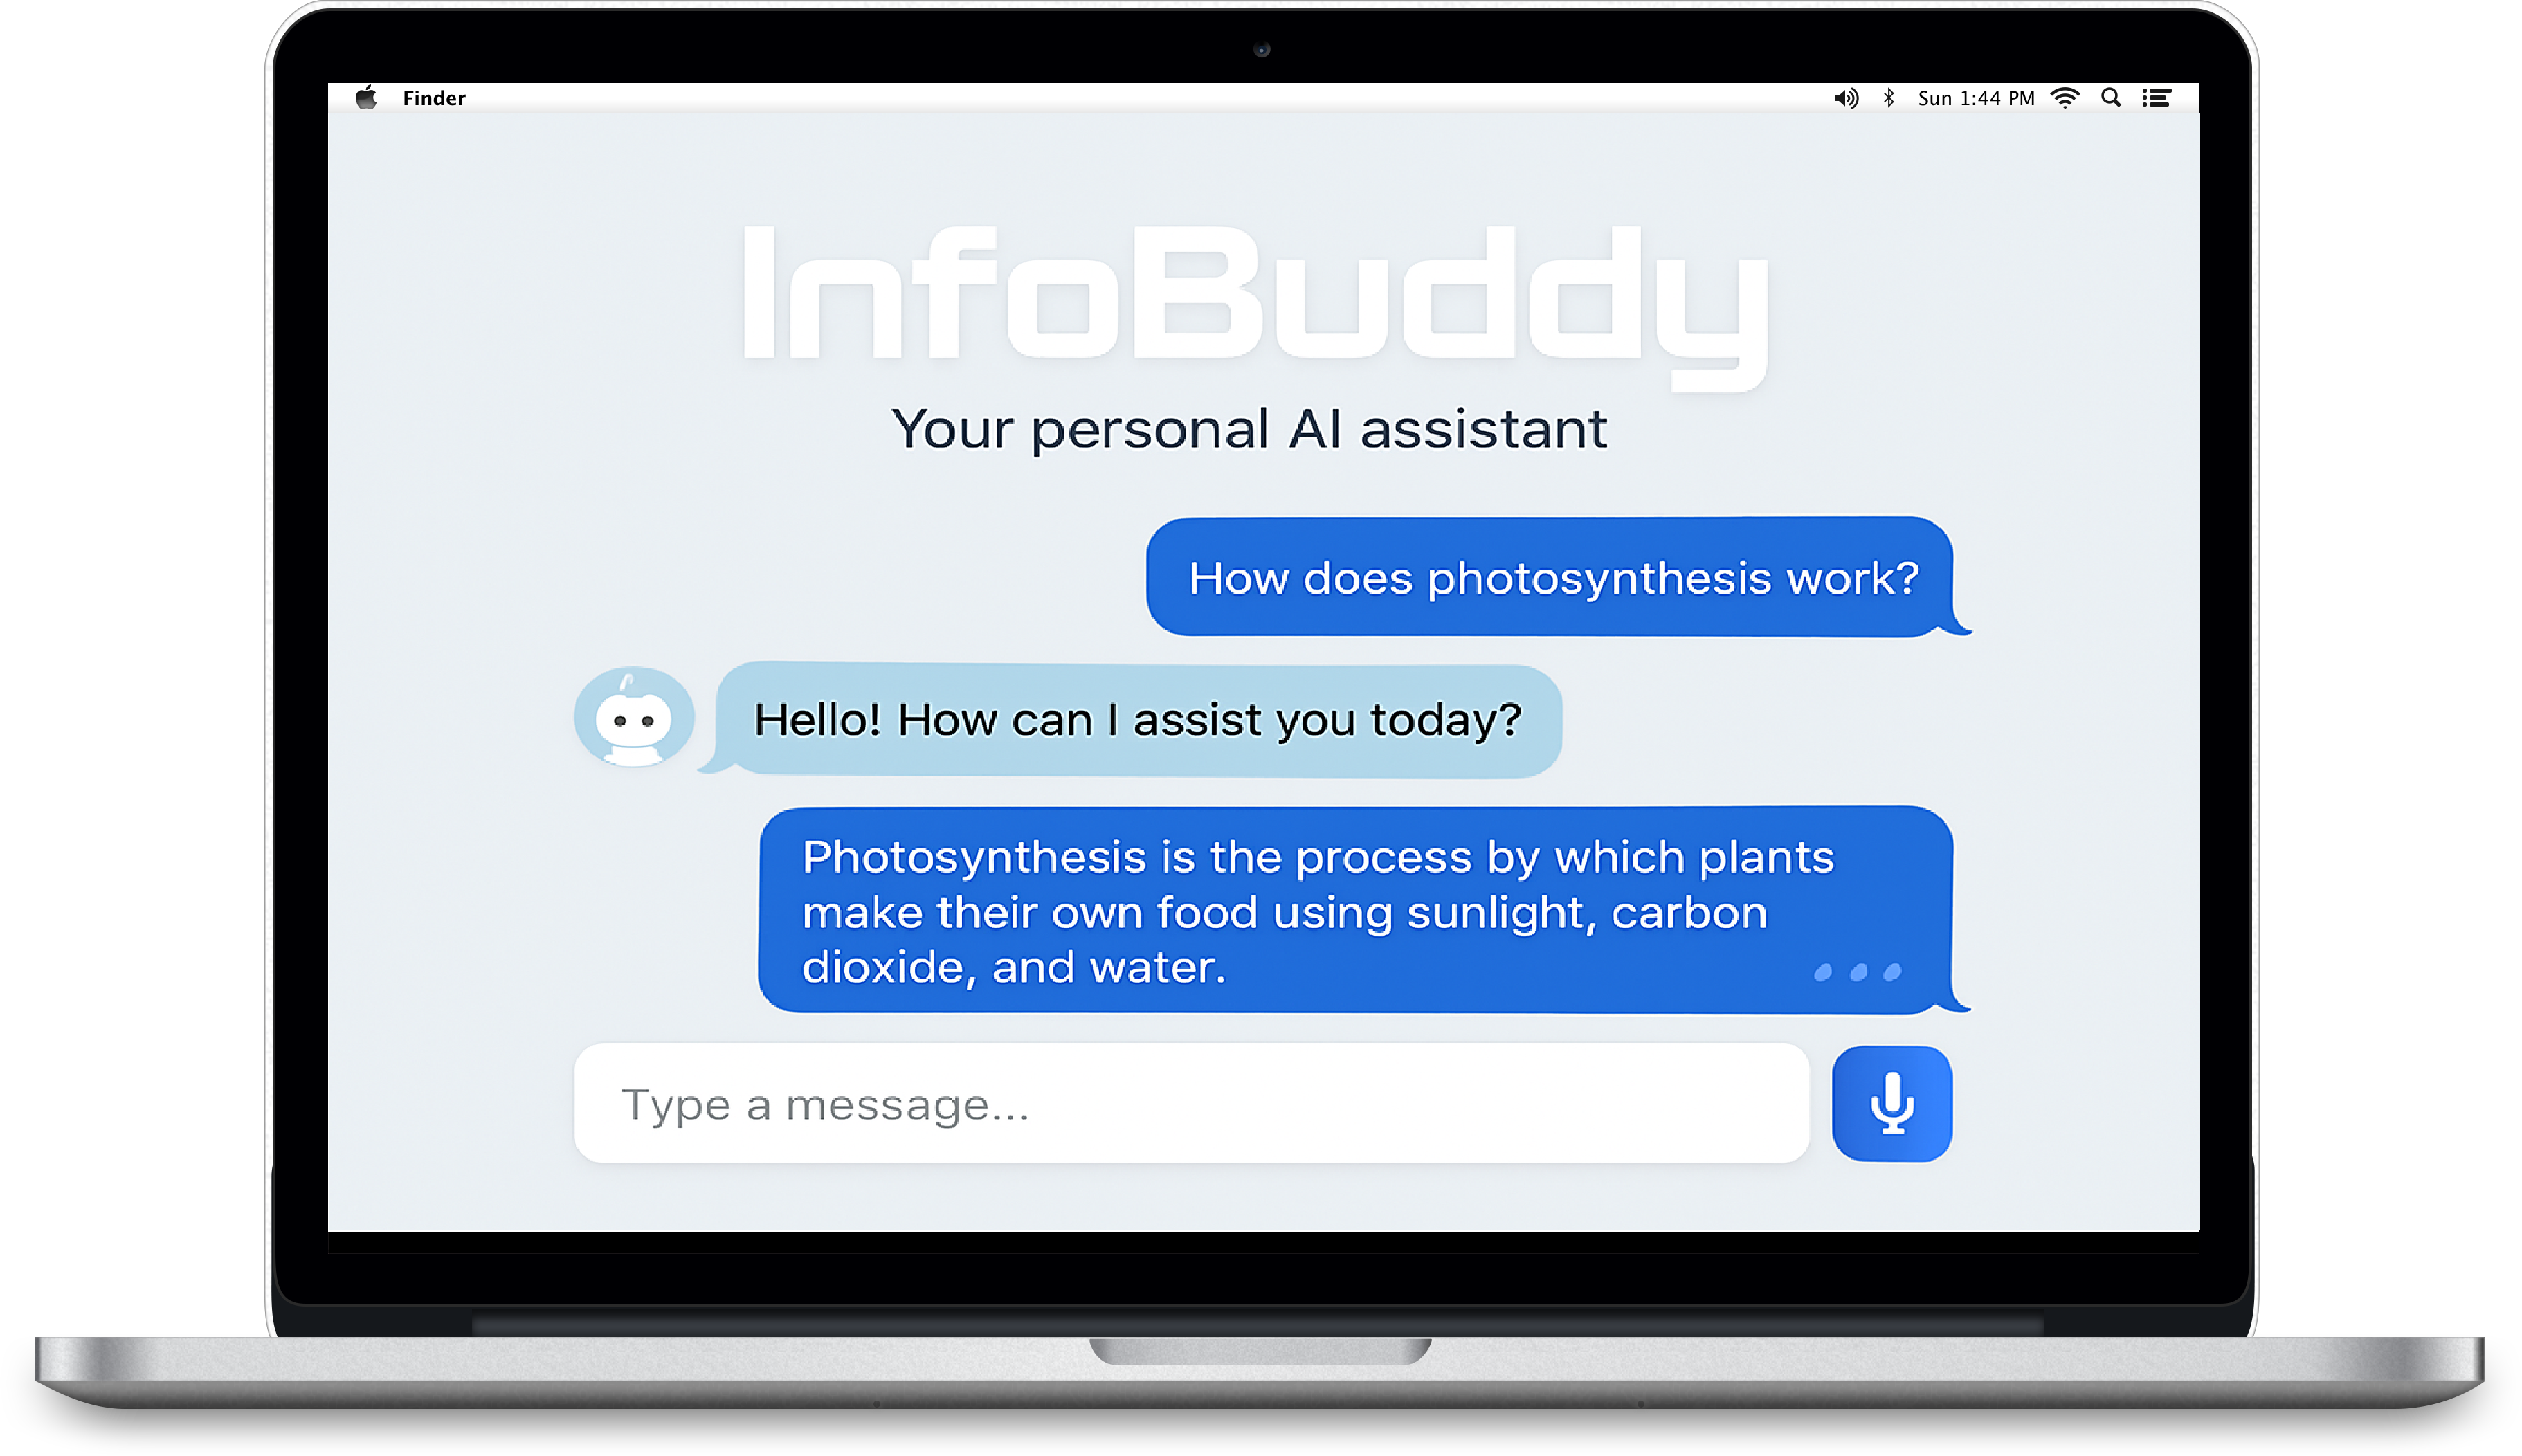 Finder
Sun 1:44 PM
InfoBuddy
Your personal AI assistant
How does photosynthesis work?
Hello! How can I assist you today?
Photosynthesis is the process by which plants
make their own food using sunlight, carbon
dioxide, and water.
Type a message...